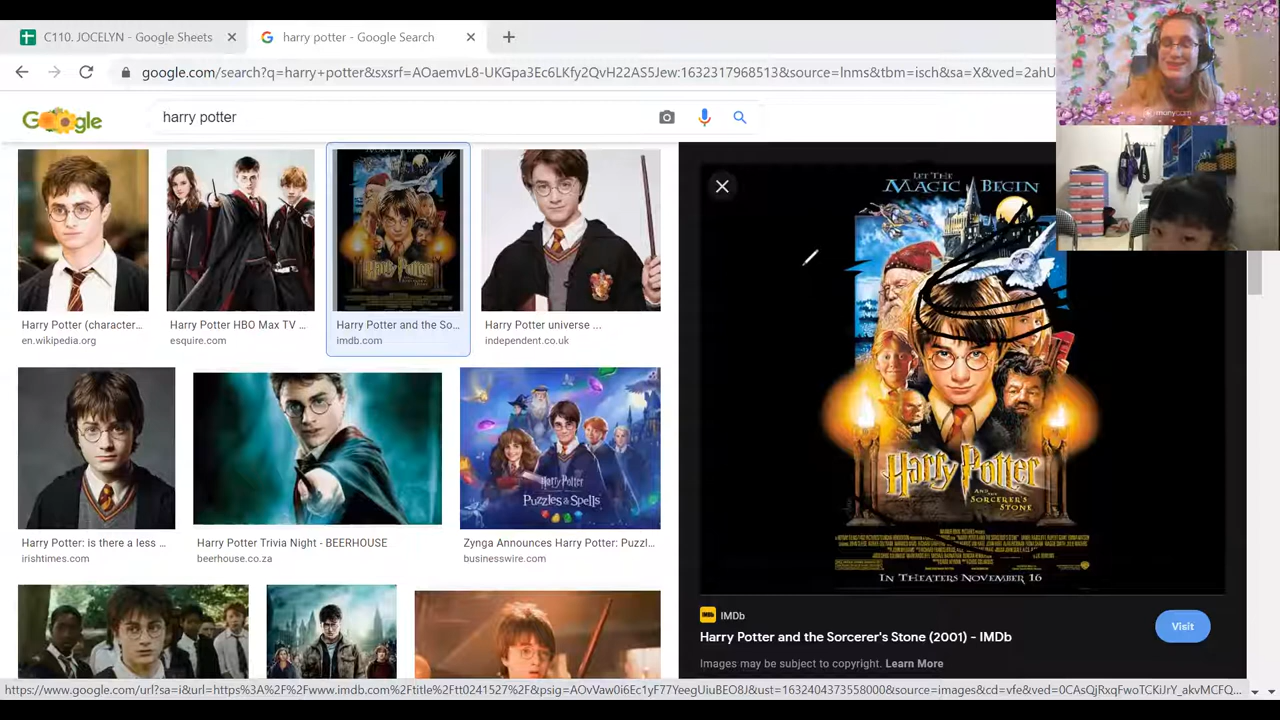 C110. JOCELYN - Google Sheets
harry potter - Google Search
google.com/search?q=harry+potter&sxsrf=AOaemvL8-UKGpa3Ec6LKfy2QvH22AS5Jew:1632317968513&source=lnms&tbm=isch&sa=X&ved=2ahU
Google
harry potter
Harry Potter (character...
en.wikipedia.org
Harry Potter HBO Max TV ...
esquire.com
Harry Potter and the So...
imdb.com
Harry Potter universe ...
independent.co.uk
Harry Potter: is there a less ...
irishtimes.com
Harry Potter Movie Night - BEERHOUSE
beerhouse.co.za
Harry Potter
PUZZLES & SPELLS
Zynga Announces Harry Potter: Puzzl...
businesswire.com
LET THE
MAGIC BEGIN
Harry Potter
AND THE
SORCERER'S
STONE
IN THEATERS NOVEMBER 16
IMDb
IMDb
Harry Potter and the Sorcerer's Stone (2001) - IMDb
Visit
Images may be subject to copyright. Learn More